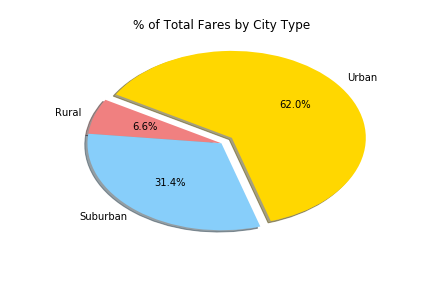 % of Total Fares by City Type
Urban
62.0%
Rural
6.6%
31.4%
Suburban